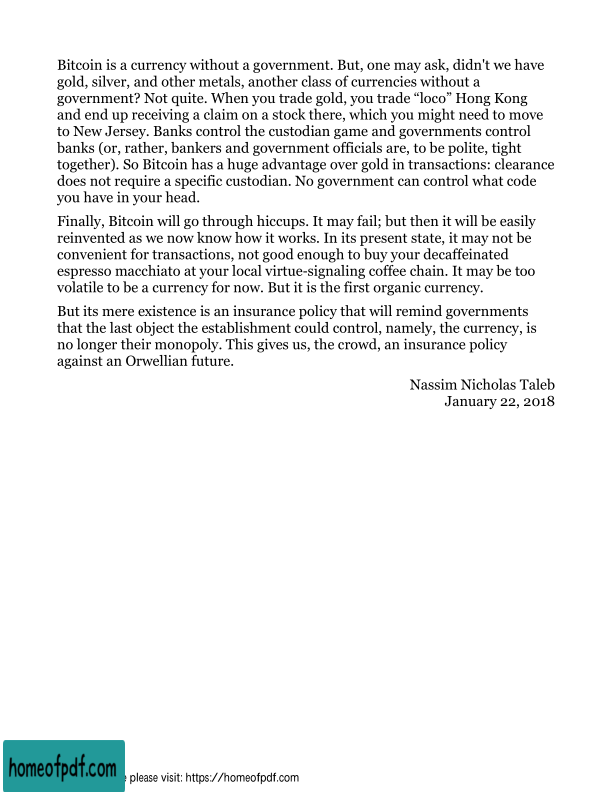 Bitcoin is a currency without a government. But, one may ask, didn't we have
gold, silver, and other metals, another class of currencies without a
government? Not quite. When you trade gold, you trade “loco” Hong Kong
and end up receiving a claim on a stock there, which you might need to move
to New Jersey. Banks control the custodian game and governments control
banks (or, rather, bankers and government officials are, to be polite, tight
together). So Bitcoin has a huge advantage over gold in transactions: clearance
does not require a specific custodian. No government can control what code
you have in your head.
Finally, Bitcoin will go through hiccups. It may fail; but then it will be easily
reinvented as we now know how it works. In its present state, it may not be
convenient for transactions, not good enough to buy your decaffeinated
espresso macchiato at your local virtue-signaling coffee chain. It may be too
volatile to be a currency for now. But it is the first organic currency.
But its mere existence is an insurance policy that will remind governments
that the last object the establishment could control, namely, the currency, is
no longer their monopoly. This gives us, the crowd, an insurance policy
against an Orwellian future.
Nassim Nicholas Taleb
January 22, 2018
homeofpdf.com
please visit: https://homeofpdf.com